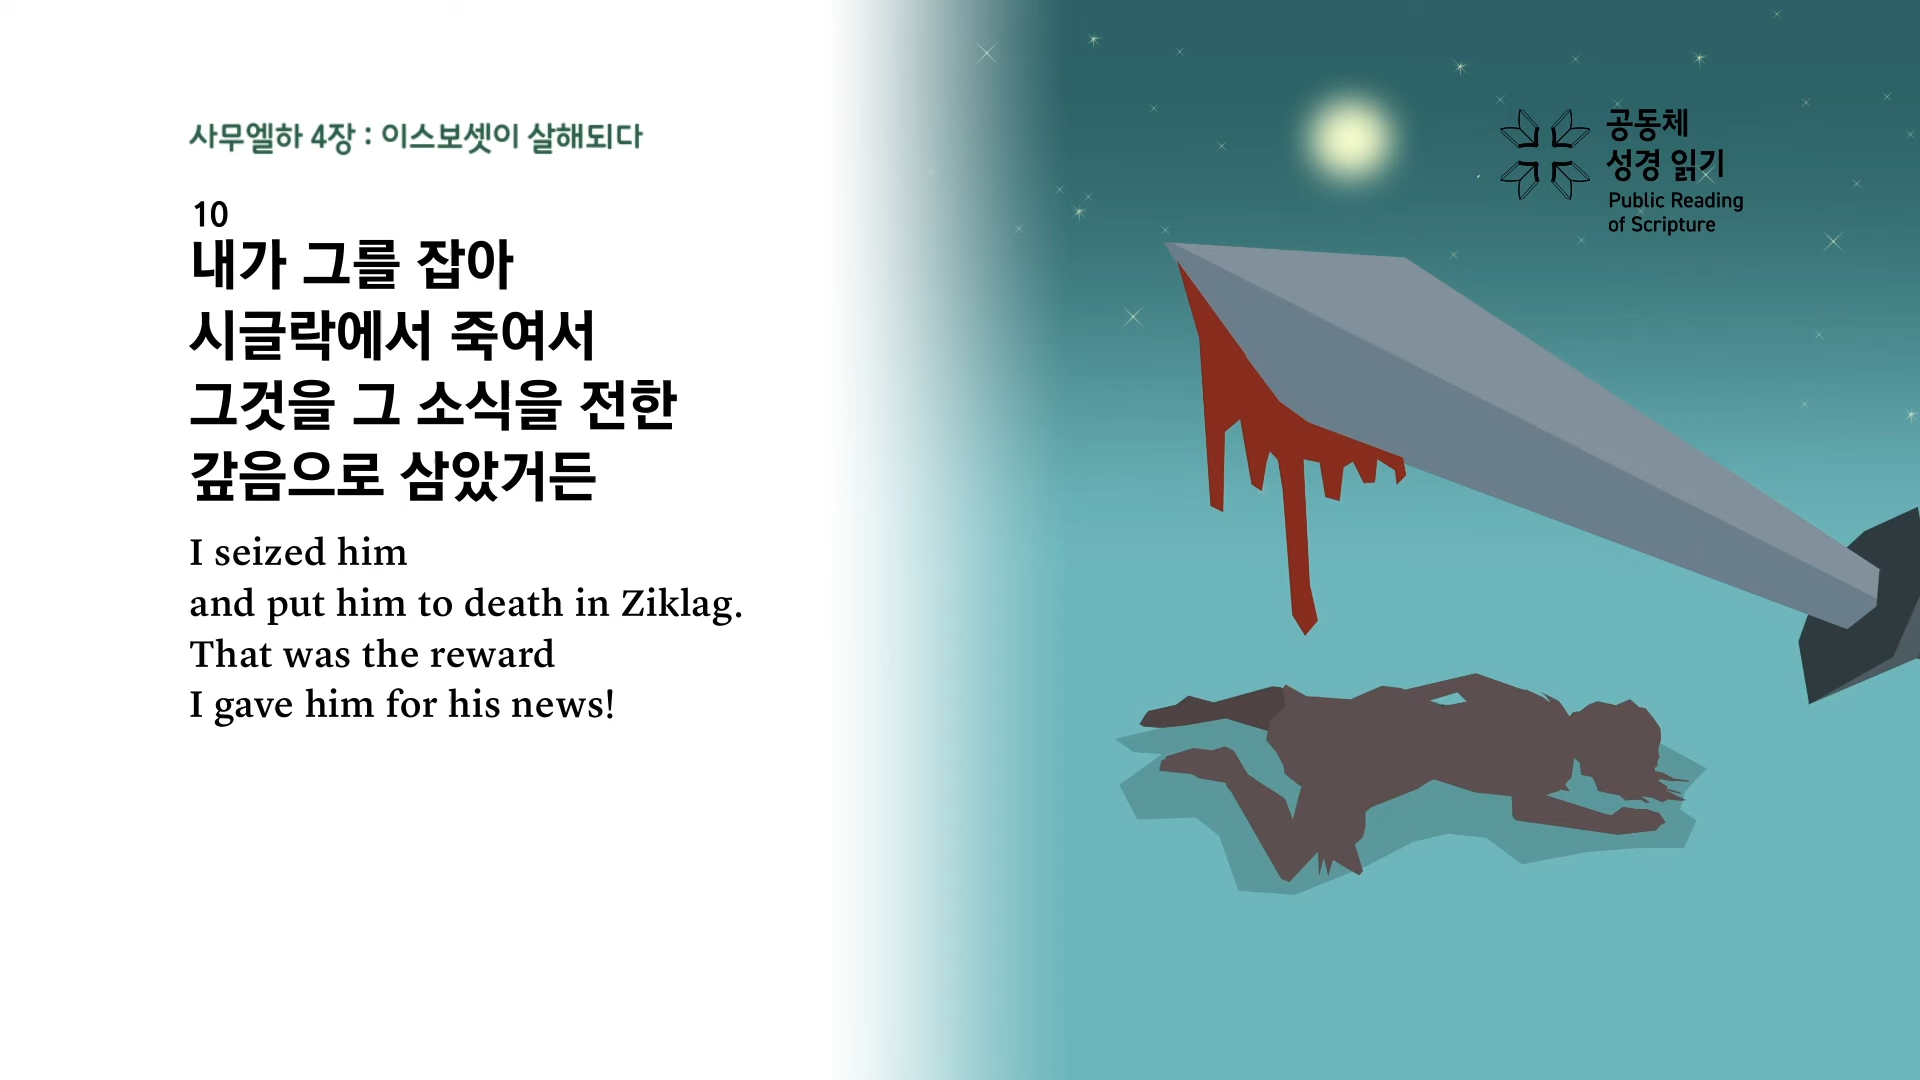 사무엘하 4장 : 이스보셋이 살해되다
10
내가 그를 잡아
시글락에서 죽여서
그것을 그 소식을 전한
갚음으로 삼았거든
I seized him
and put him to death in Ziklag.
That was the reward
I gave him for his news!
공동체
성경 읽기
Public Reading
of Scripture